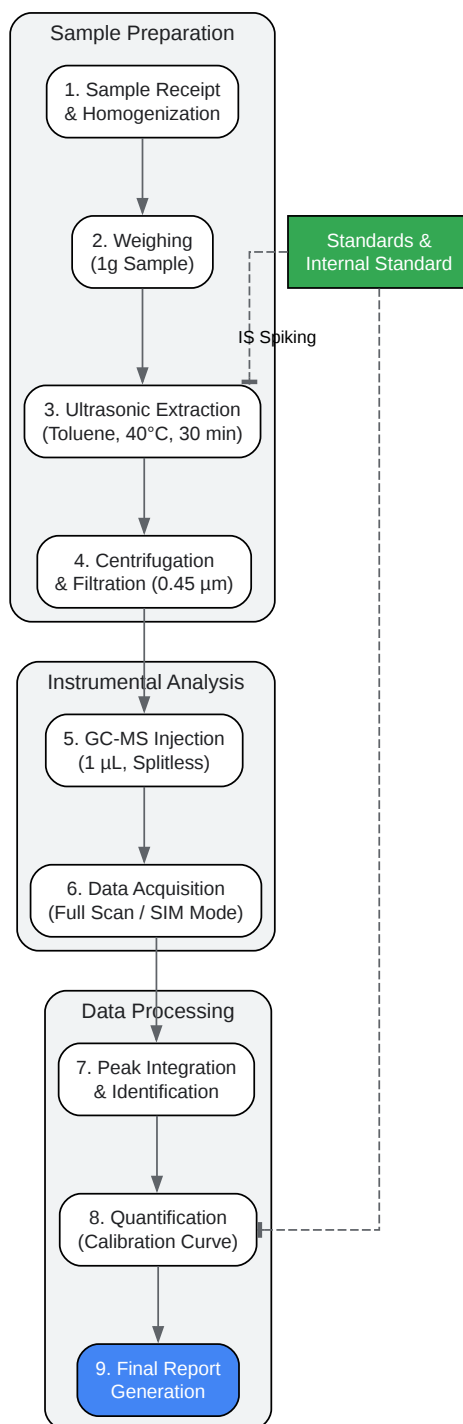 Sample Preparation
1. Sample Receipt
& Homogenization
2. Weighing
(1g Sample)
Standards &
Internal Standard
IS Spiking
3. Ultrasonic Extraction
(Toluene, 40°C, 30 min)
4. Centrifugation
& Filtration (0.45 µm)
Instrumental Analysis
5. GC-MS Injection
(1 µL, Splitless)
6. Data Acquisition
(Full Scan / SIM Mode)
Data Processing
7. Peak Integration
& Identification
8. Quantification
(Calibration Curve)
9. Final Report
Generation